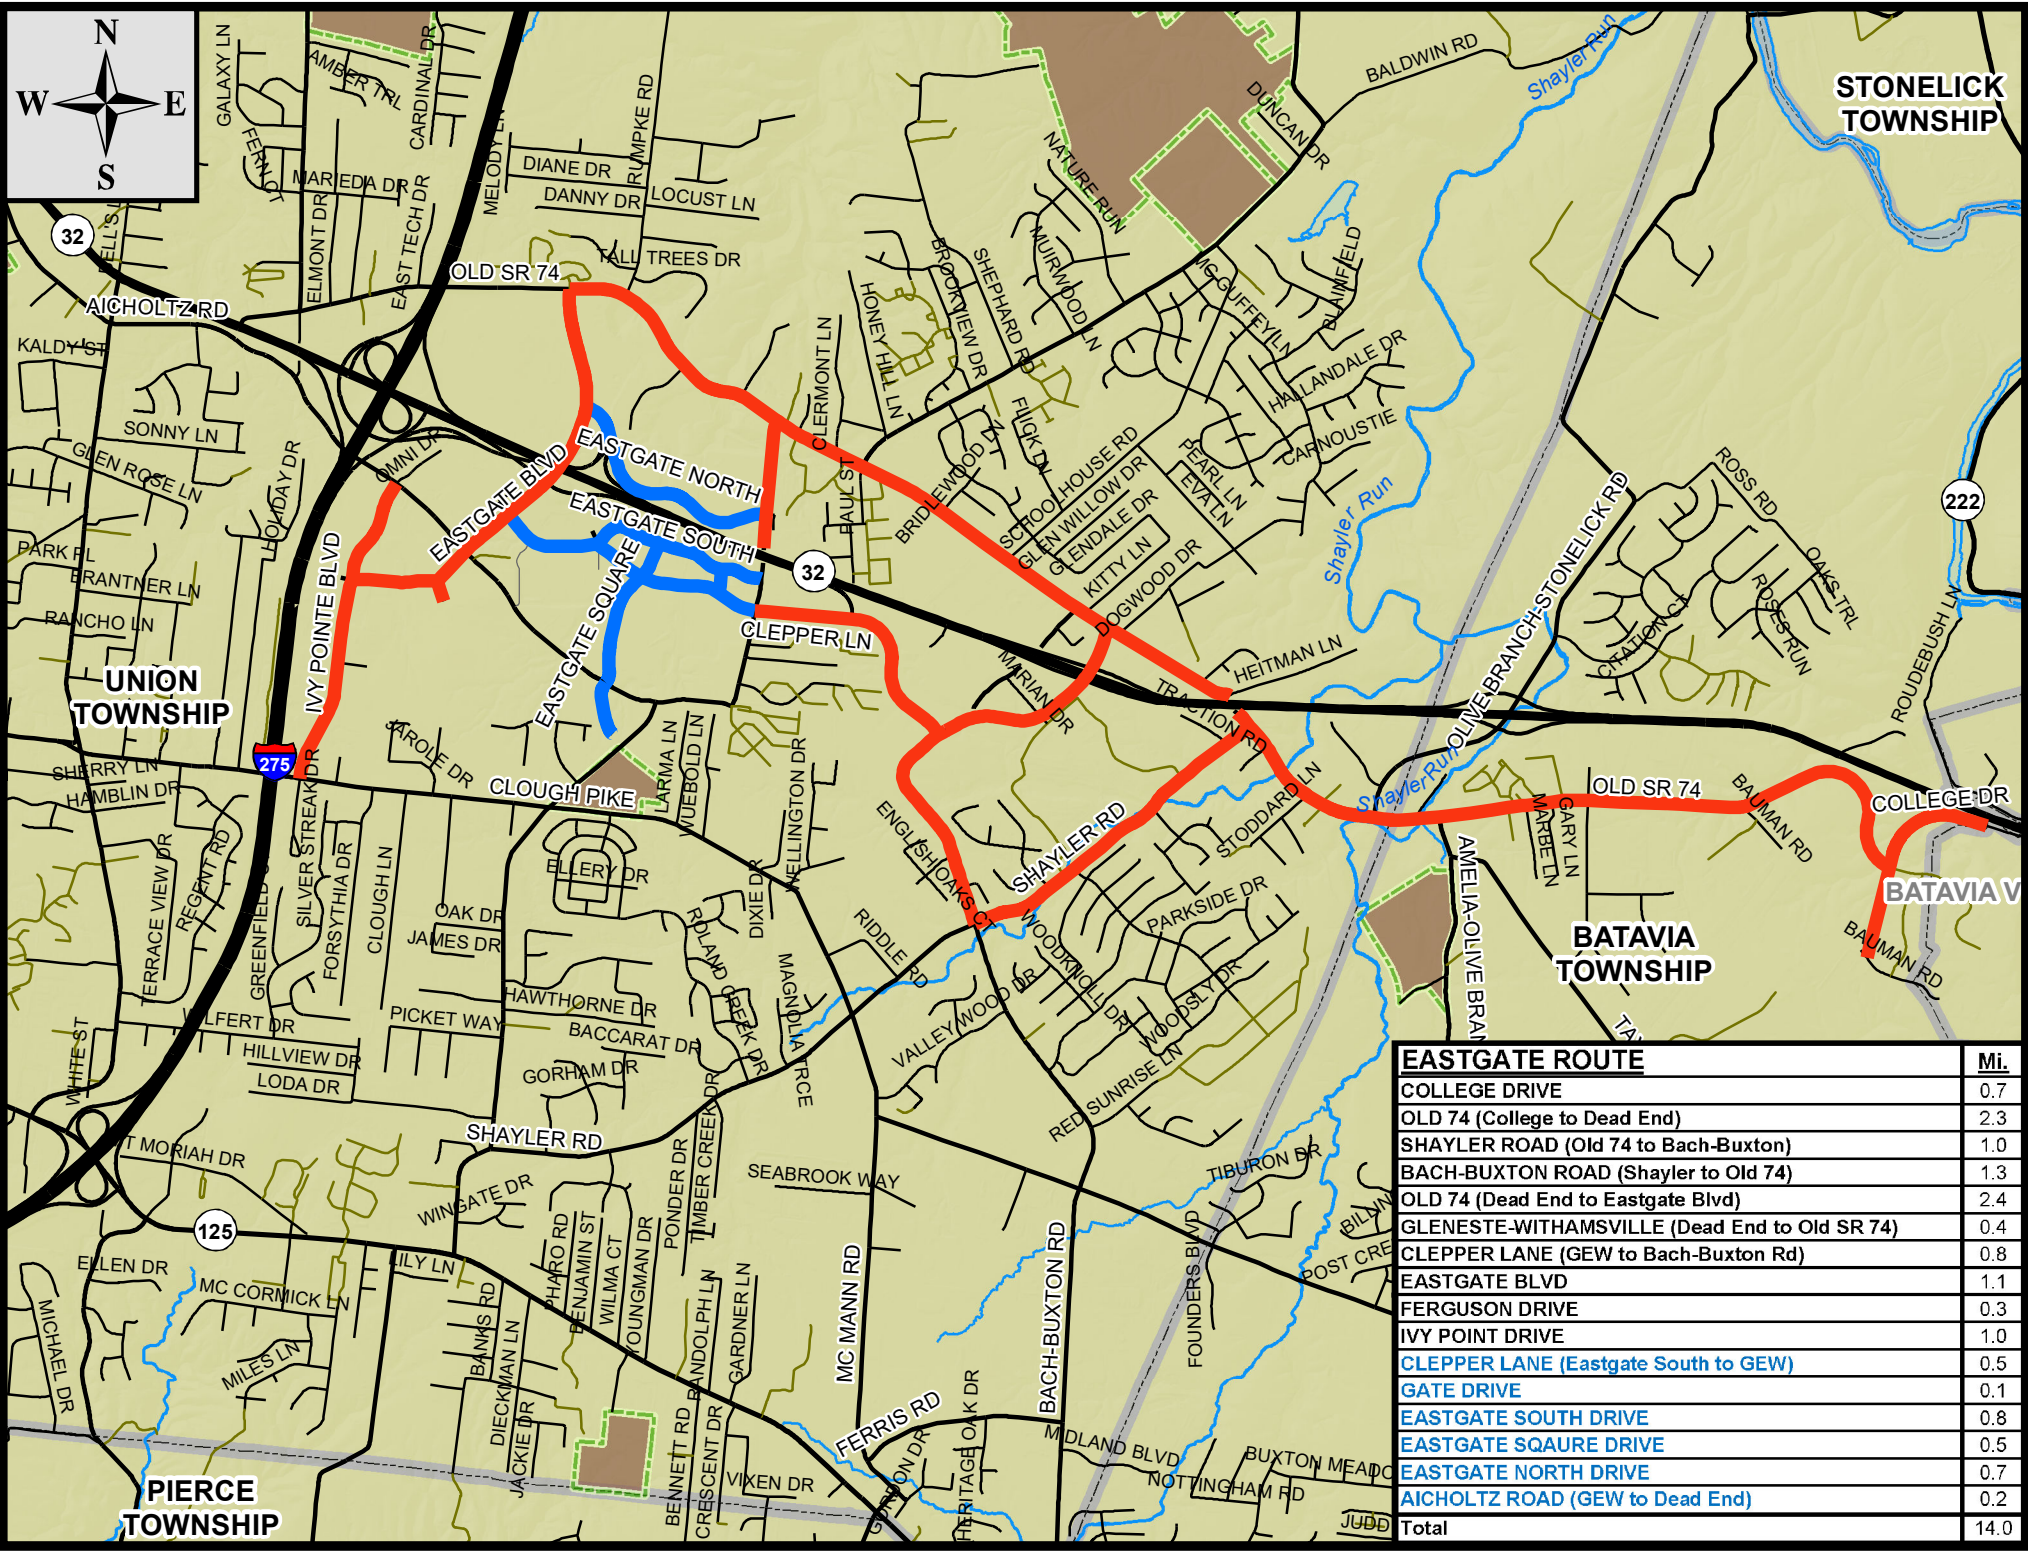 N
W E
S
GALAXY LN
AMBER TRL
CARDINAL DR
FERN CT
MARIEDA DR
ELMONT DR
EAST TECH DR
MELODY LN
DIANE DR
RUMPKE RD
DANNY DR
LOCUST LN
TALL TREES DR
OLD SR 74
32
AICHOLTZ RD
KALDY ST
SONNY LN
GLEN ROSE LN
HOLIDAY DR
OMNI DR
PARK PL
BRANTNER LN
RANCHO LN
IVY POINTE BLVD
EASTGATE BLVD
EASTGATE NORTH
EASTGATE SOUTH
EASTGATE SQUARE
CLEPPER LN
32
UNION
TOWNSHIP
NATURE RUN
DUNCAN DR
BALDWIN RD
Shayler Run
STONELICK
TOWNSHIP
BROOKVIEW DR
SHEPHARD RD
MUIRWOOD LN
HONEY HILL LN
CLERMONT LN
MC GUFFEY LN
BLAINFIELD
HALLANDALE DR
CARNOUSTIE
FLICK LN
PAUL ST
BRIDLEWOOD LN
SCHOOLHOUSE RD
GLEN WILLOW DR
GLENDALE DR
PEARL LN
EVA LN
KITTY LN
DOGWOOD DR
Shayler Run
OLIVE BRANCH-STONELICK RD
ROSS RD
OAKS TRL
ROSES RUN
CITATION CT
222
ROUDEBUSH LN
HEITMAN LN
MARIAN DR
TRACTION RD
275
SHERRY LN
HAMBLIN DR
JAROLE DR
CLOUGH PIKE
LARMA LN
WUEBOLD LN
WELLINGTON DR
ENGLISHOAKS CT
SHAYLER RD
STODDARD LN
Shayler Run
OLD SR 74
MARBE LN
GARY LN
BAUMAN RD
COLLEGE DR
BATAVIA V
BAUMAN RD
TERRACE VIEW DR
REGENT RD
SILVER STREAK DR
FORSYTHIA DR
CLOUGH LN
ELLERY DR
OAK DR
JAMES DR
DIXIE DR
ROLAND CREEK DR
MAGNOLIA TRCE
RIDDLE RD
WOODKNOLL DR
PARKSIDE DR
WOODSLY DR
VALLEY WOOD DR
RED SUNRISE LN
BATAVIA
TOWNSHIP
AMELIA-OLIVE BRAN
WHITE ST
HILLVIEW DR
LODA DR
PICKET WAY
HAWTHORNE DR
BACCARAT DR
GORHAM DR
SHAYLER RD
T MORIAH DR
125
WINGATE DR
PONDER DR
TIMBER CREEK DR
SEABROOK WAY
TIBURON DR
BILLIN
POST CRE
FOUNDERS BLVD
ELLEN DR
MC CORMICK LN
LILY LN
PHARO RD
BENJAMIN ST
WILMA CT
YOUNGMAN DR
MC MANN RD
BACH-BUXTON RD
MICHAEL DR
MILES LN
BANKS RD
DIECKMAN LN
JACKIE DR
RANDOLPH LN
GARDNER LN
BENNETT RD
CRESCENT DR
VIXEN DR
FERRIS RD
GORDON DR
HERITAGE OAK DR
MIDLAND BLVD
NOTTINGHAM RD
BUXTON MEADO
JUDD
PIERCE
TOWNSHIP
EASTGATE ROUTE Mi.
COLLEGE DRIVE 0.7
OLD 74 (College to Dead End) 2.3
SHAYLER ROAD (Old 74 to Bach-Buxton) 1.0
BACH-BUXTON ROAD (Shayler to Old 74) 1.3
OLD 74 (Dead End to Eastgate Blvd) 2.4
GLENESTE-WITHAMSVILLE (Dead End to Old SR 74) 0.4
CLEPPER LANE (GEW to Bach-Buxton Rd) 0.8
EASTGATE BLVD 1.1
FERGUSON DRIVE 0.3
IVY POINT DRIVE 1.0
CLEPPER LANE (Eastgate South to GEW) 0.5
GATE DRIVE 0.1
EASTGATE SOUTH DRIVE 0.8
EASTGATE SQAURE DRIVE 0.5
EASTGATE NORTH DRIVE 0.7
AICHOLTZ ROAD (GEW to Dead End) 0.2
Total 14.0